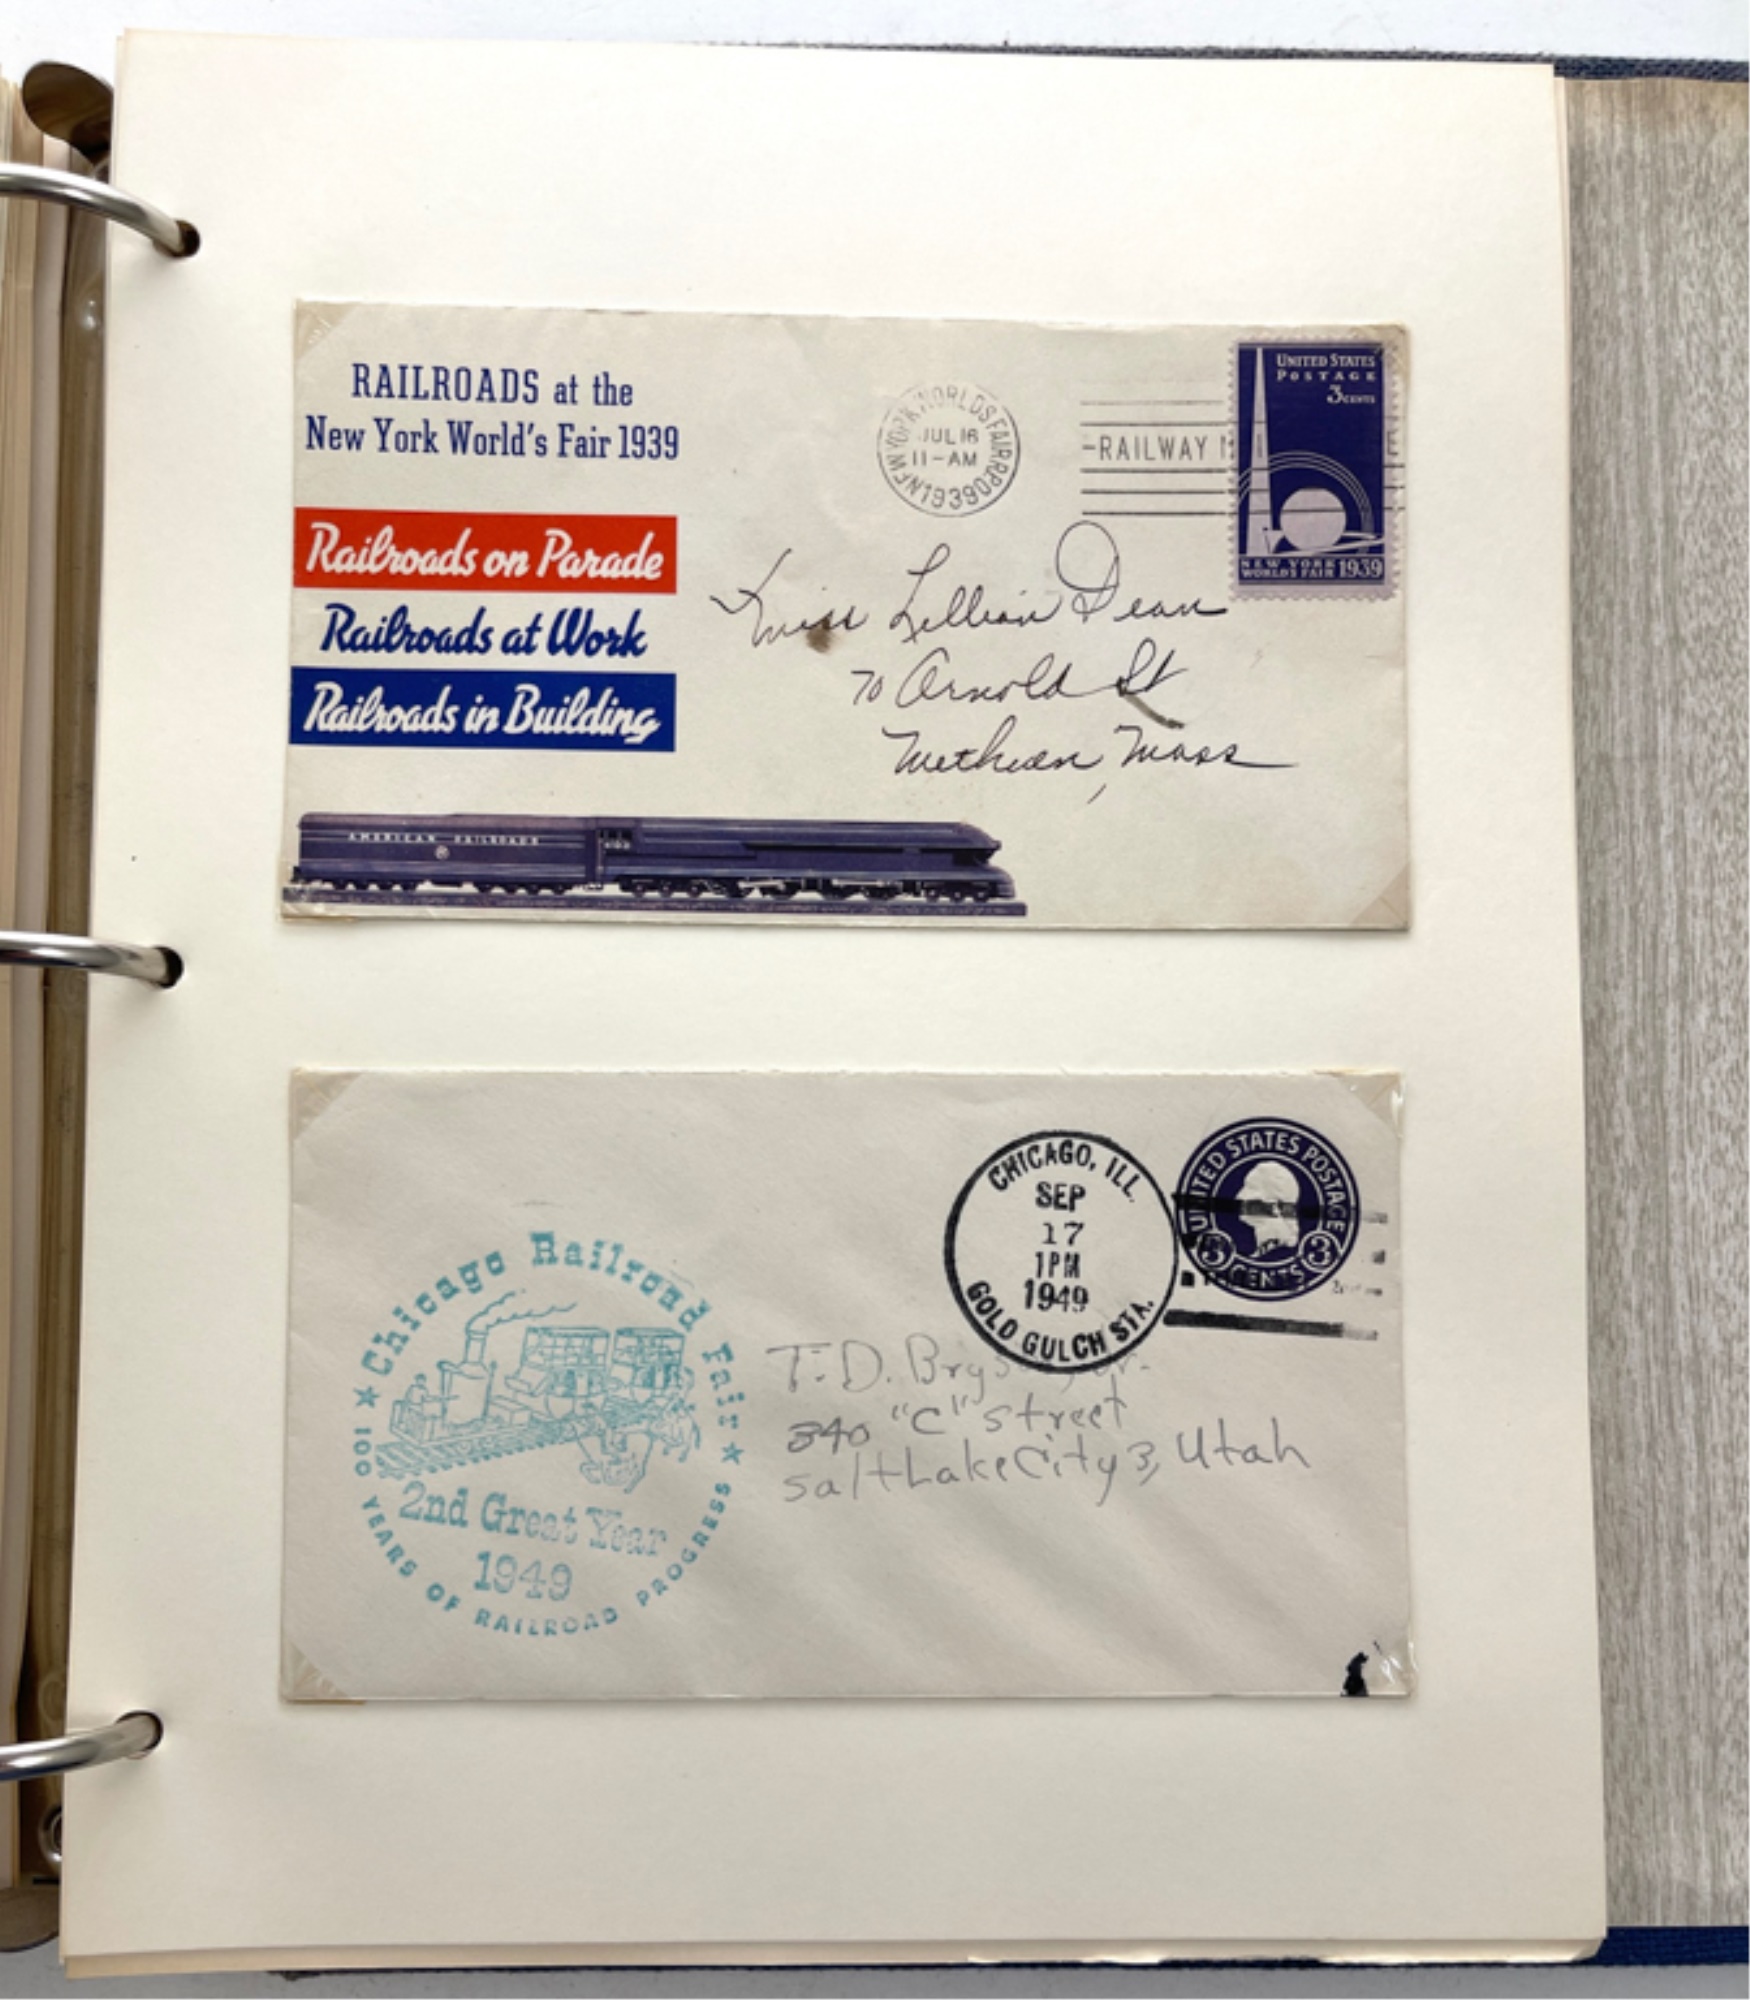 RAILROADS at the
New York World's Fair 1939
Railroads on Parade
Railroads at Work
Railroads in Building
AMERICAN RAILROADS
NEW YORK WORLDS FAIR R.P.O.
JUL 16
11-AM
1939
-RAILWAY
UNITED STATES
POSTAGE
3 CENTS
NEW YORK
WORLD'S FAIR 1939
Miss Lillian Dean
70 Arnold St
Methuen, Mass
CHICAGO, ILL.
SEP
17
1PM
1949
GOLD GULCH STA.
UNITED STATES POSTAGE
3 CENTS 3
Chicago Railroad Fair
2nd Great Year
1949
100 YEARS OF RAILROAD PROGRESS
T. D. Jr.
340 "C" Street
Salt Lake City 3, Utah